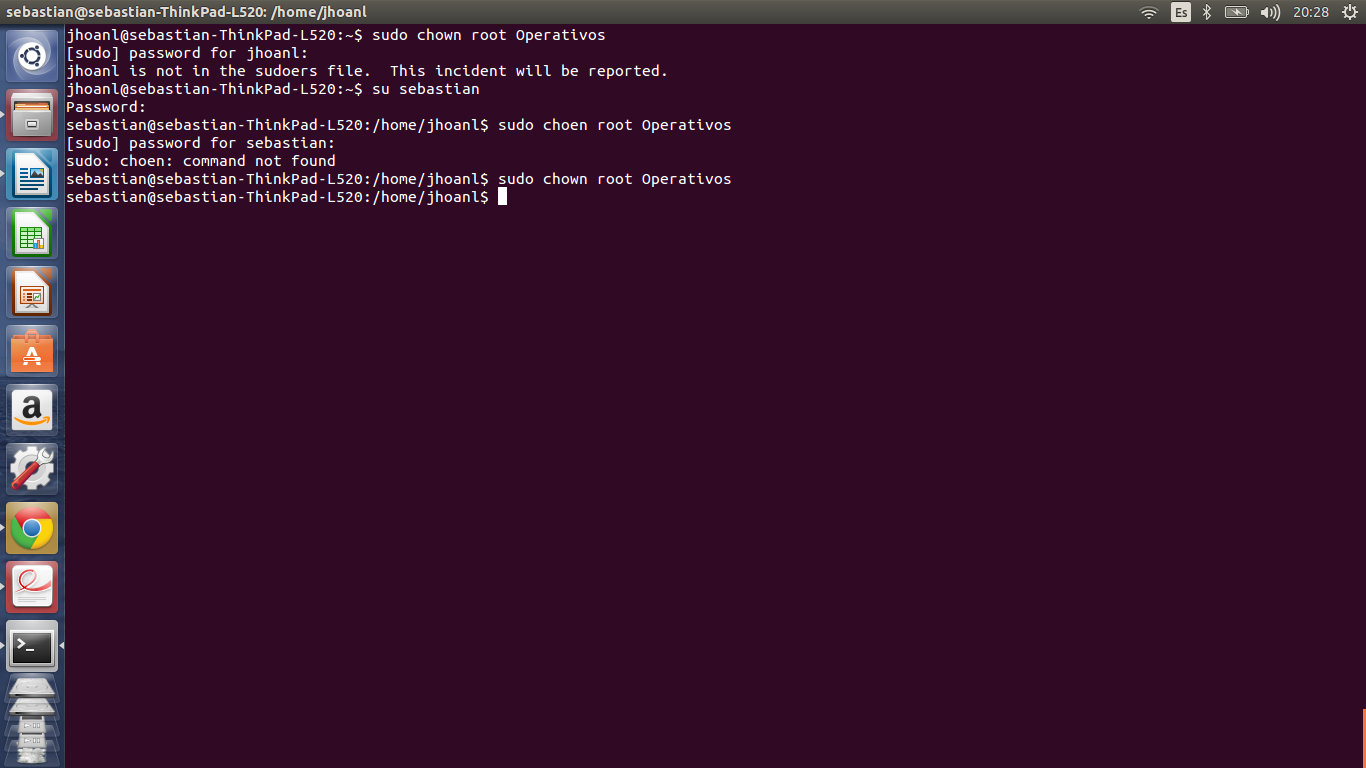 sebastian@sebastian-ThinkPad-L520: /home/jhoanl
Es
20:28
jhoanl@sebastian-ThinkPad-L520:~$ sudo chown root Operativos
[sudo] password for jhoanl:
jhoanl is not in the sudoers file.  This incident will be reported.
jhoanl@sebastian-ThinkPad-L520:~$ su sebastian
Password:
sebastian@sebastian-ThinkPad-L520:/home/jhoanl$ sudo choen root Operativos
[sudo] password for sebastian:
sudo: choen: command not found
sebastian@sebastian-ThinkPad-L520:/home/jhoanl$ sudo chown root Operativos
sebastian@sebastian-ThinkPad-L520:/home/jhoanl$